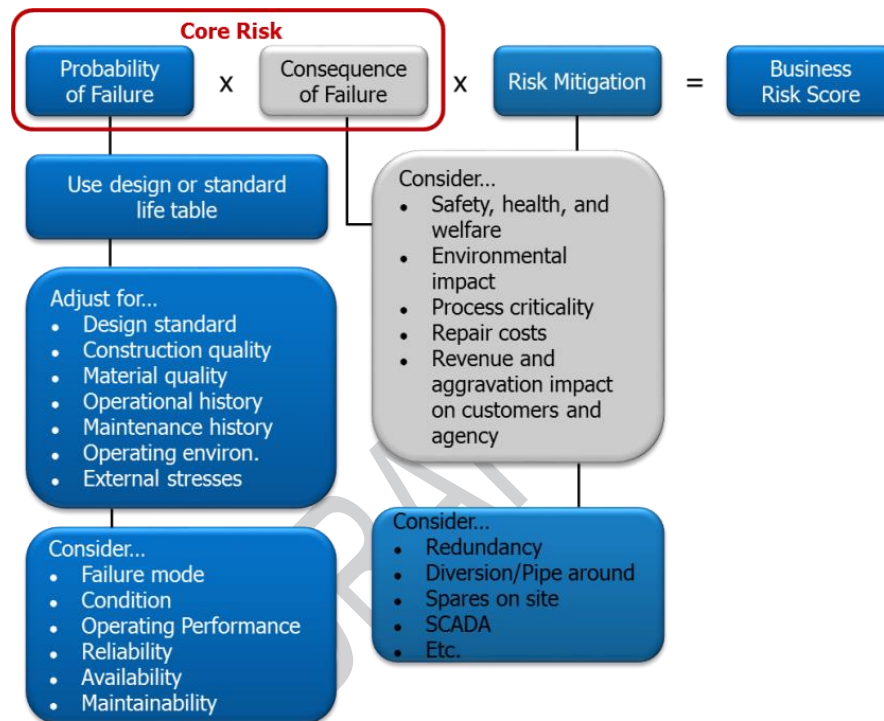 Core Risk
Probability
of Failure
x
Consequence
of Failure
x
Risk Mitigation
=
Business
Risk Score
Use design or standard
life table
Adjust for...
• Design standard
• Construction quality
• Material quality
• Operational history
• Maintenance history
• Operating environ.
• External stresses
Consider...
• Failure mode
• Condition
• Operating Performance
• Reliability
• Availability
• Maintainability
Consider...
• Safety, health, and
welfare
• Environmental
impact
• Process criticality
• Repair costs
• Revenue and
aggravation impact
on customers and
agency
Consider...
• Redundancy
• Diversion/Pipe around
• Spares on site
• SCADA
• Etc.
DRAFT